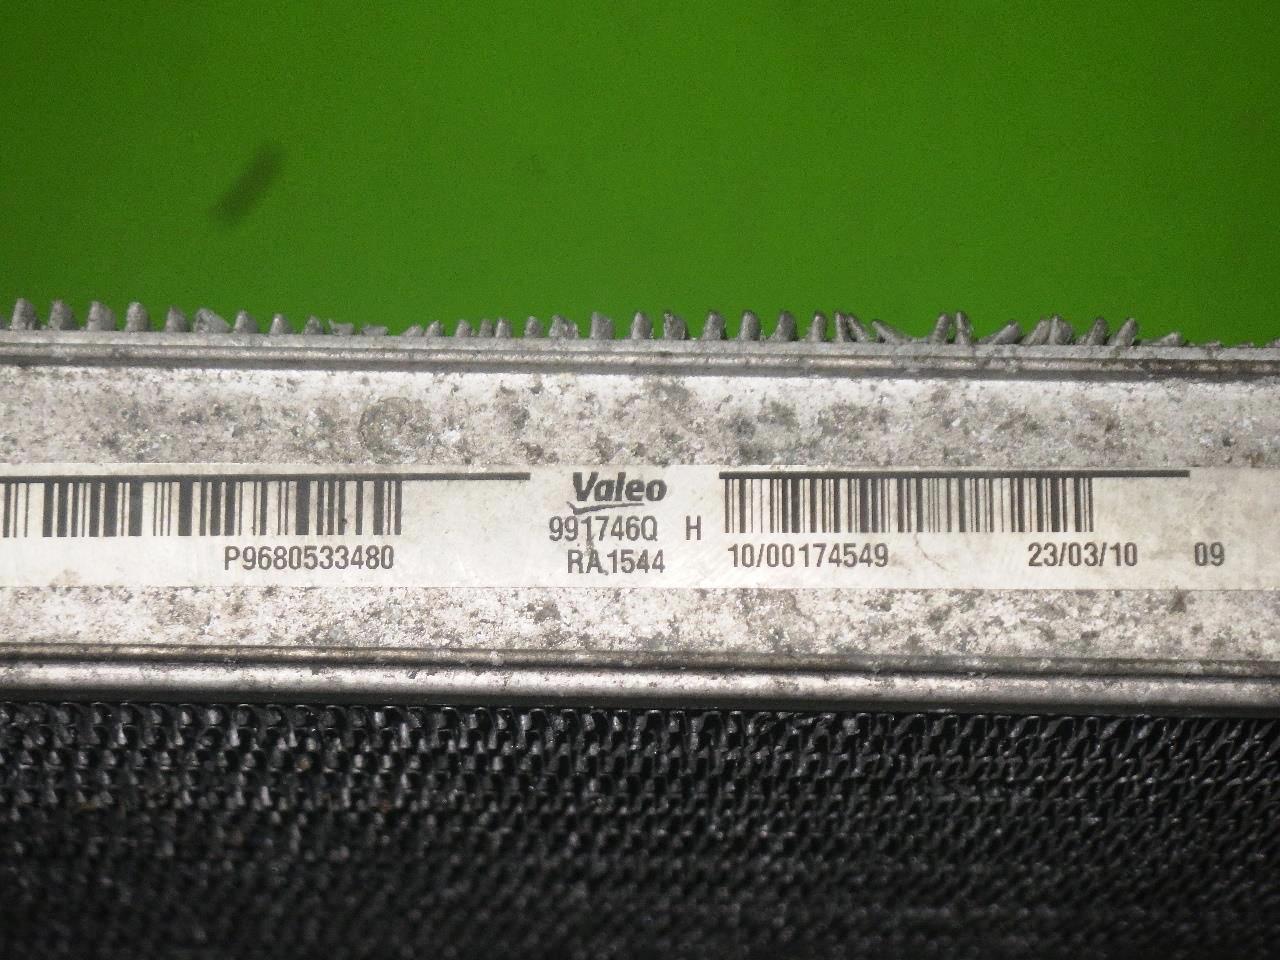 P9680533480
Valeo
991746Q H
RA1544
10/00174549 23/03/10 09